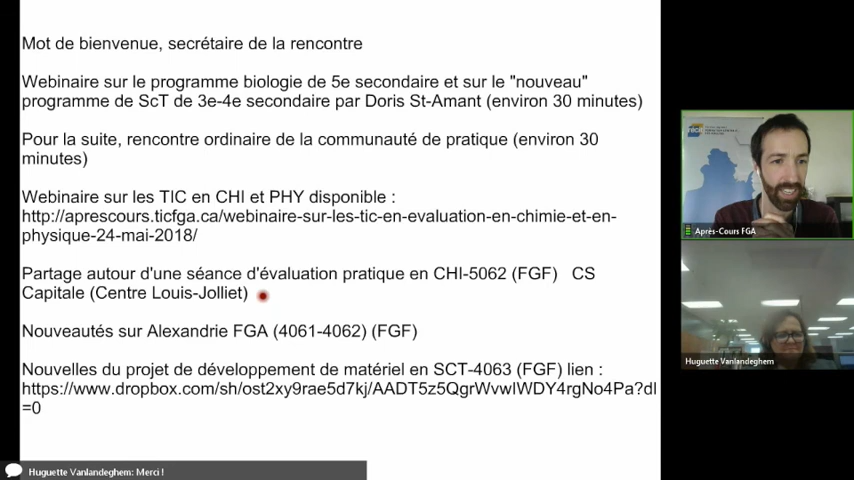 Mot de bienvenue, secrétaire de la rencontre
Webinaire sur le programme biologie de 5e secondaire et sur le "nouveau"
programme de ScT de 3e-4e secondaire par Doris St-Amant (environ 30 minutes)
Pour la suite, rencontre ordinaire de la communauté de pratique (environ 30
minutes)
Webinaire sur les TIC en CHI et PHY disponible :
http://aprescours.ticfga.ca/webinaire-sur-les-tic-en-evaluation-en-chimie-et-en-
physique-24-mai-2018/
Partage autour d'une séance d'évaluation pratique en CHI-5062 (FGF) CS
Capitale (Centre Louis-Jolliet)
Nouveautés sur Alexandrie FGA (4061-4062) (FGF)
Nouvelles du projet de développement de matériel en SCT-4063 (FGF) lien :
https://www.dropbox.com/sh/ost2xy9rae5d7kj/AADT5z5QgrWvwIWDY4rgNo4Pa?dl
=0
Après-Cours FGA
Huguette Vanlandeghem
Huguette Vanlandeghem: Merci !